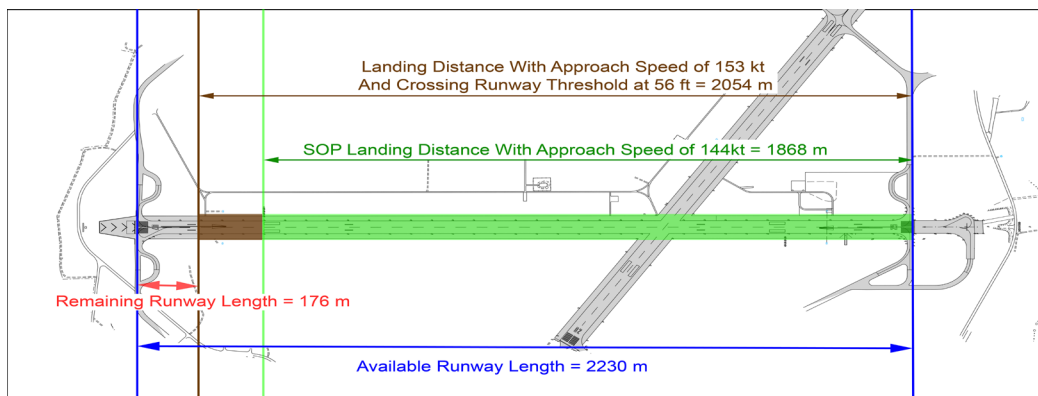 Landing Distance With Approach Speed of 153 kt
And Crossing Runway Threshold at 56 ft = 2054 m
SOP Landing Distance With Approach Speed of 144kt = 1868 m
Remaining Runway Length = 176 m
Available Runway Length = 2230 m